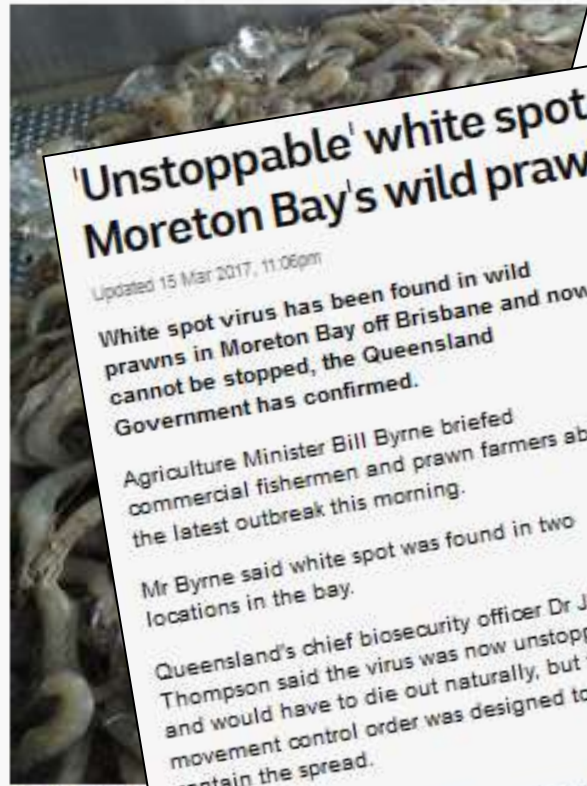 'Unstoppable' white spot
Moreton Bay's wild
Updated 15 Mar 2017, 11:06pm
White spot virus has been found in wild
prawns in Moreton Bay off Brisbane and now
cannot be stopped, the Queensland
Government has confirmed.
Agriculture Minister Bill Byrne briefed
commercial fishermen and prawn farmers
the latest outbreak this morning.
Mr Byrne said white spot was found in two
locations in the bay.
Queensland's chief biosecurity officer Dr
Thompson said the virus was now
and would have to die out naturally, but
movement control order was designed to
the spread.